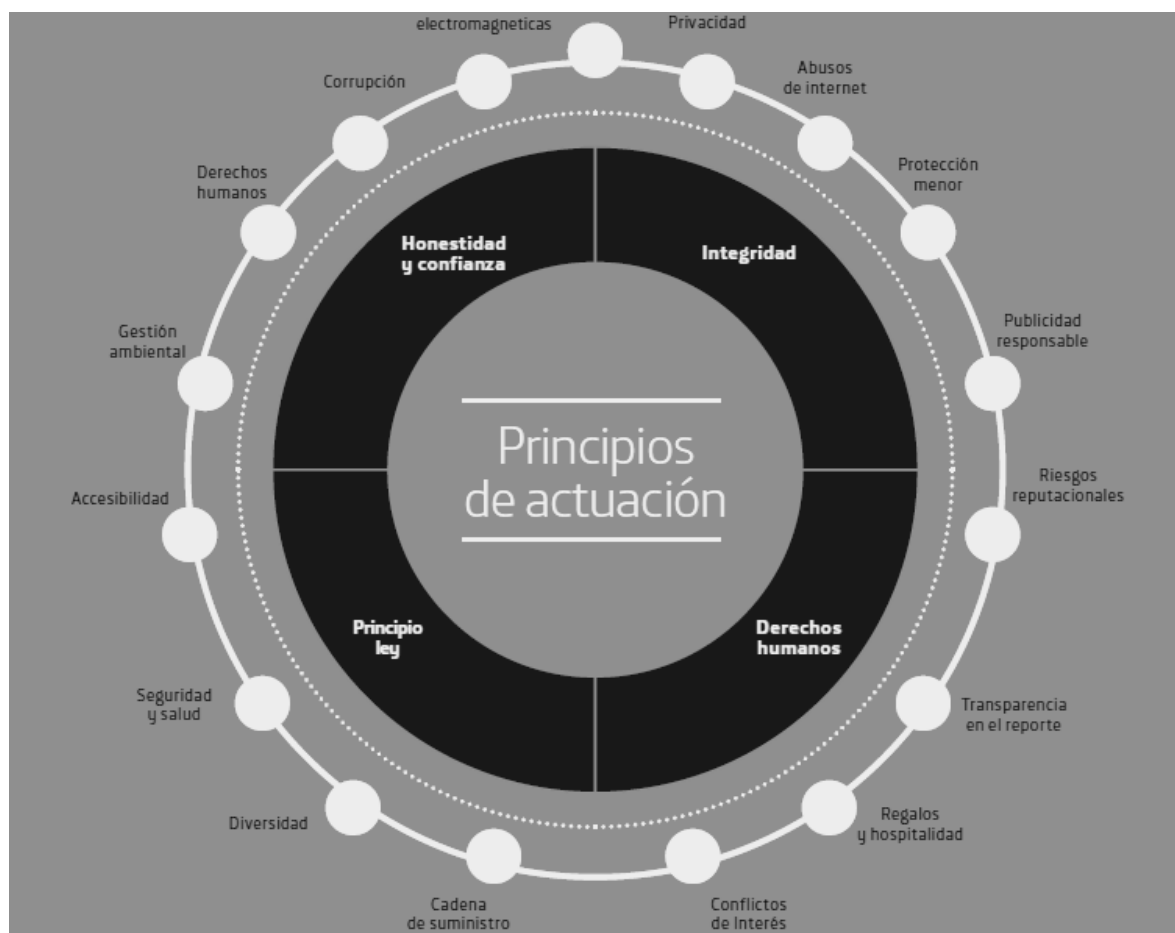 electromagneticas
Privacidad
Corrupción
Abusos
de internet
Derechos
humanos
Protección
menor
Honestidad
y confianza
Integridad
Gestión
ambiental
Publicidad
responsable
Principios
de actuación
Accesibilidad
Riesgos
reputacionales
Principio
ley
Derechos
humanos
Seguridad
y salud
Transparencia
en el reporte
Diversidad
Regalos
y hospitalidad
Cadena
de suministro
Conflictos
de Interés